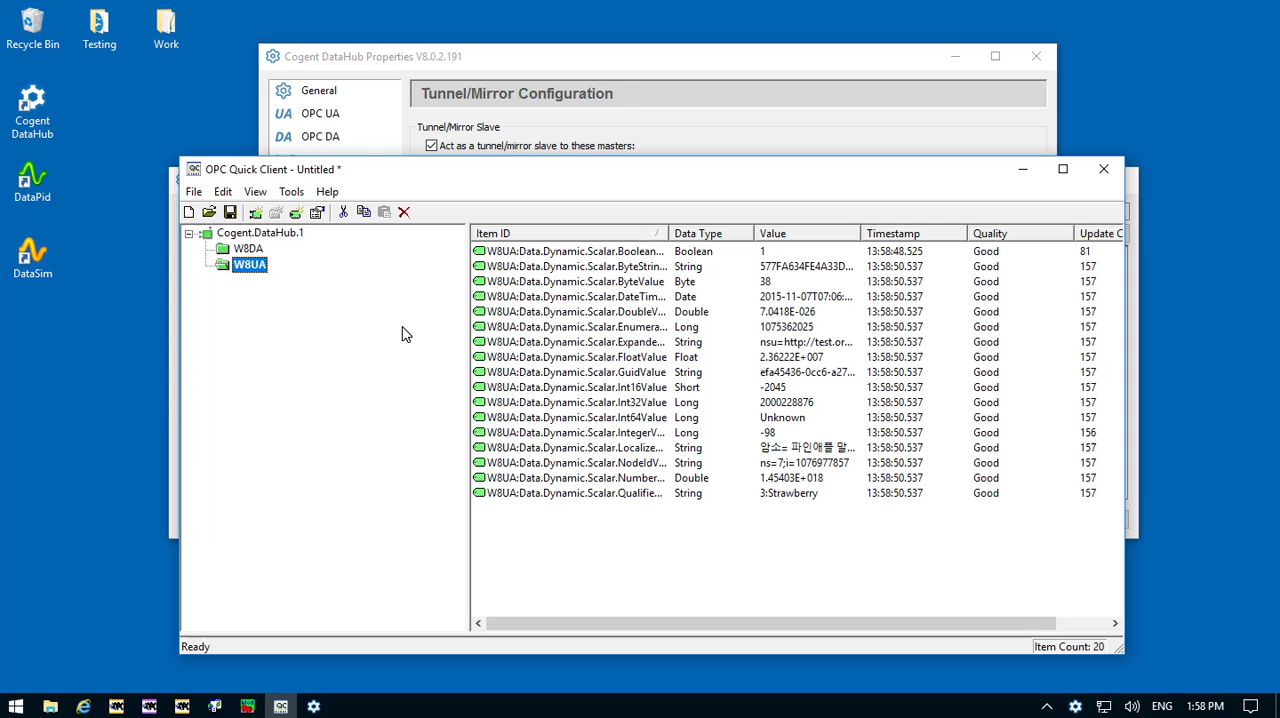 Recycle Bin
Testing
Work
Cogent DataHub
DataPid
DataSim
Cogent DataHub Properties V8.0.2.191
General
UA OPC UA
DA OPC DA
Tunnel/Mirror Configuration
Tunnel/Mirror Slave
Act as a tunnel/mirror slave to these masters:
QC OPC Quick Client - Untitled *
File Edit View Tools Help
Cogent.DataHub.1
W8DA
W8UA
Item ID Data Type Value Timestamp Quality Update C
W8UA:Data.Dynamic.Scalar.Boolean... Boolean 1 13:58:48.525 Good 81
W8UA:Data.Dynamic.Scalar.ByteStrin... String 577FA634FE4A33D... 13:58:50.537 Good 157
W8UA:Data.Dynamic.Scalar.ByteValue Byte 38 13:58:50.537 Good 157
W8UA:Data.Dynamic.Scalar.DateTim... Date 2015-11-07T07:06:... 13:58:50.537 Good 157
W8UA:Data.Dynamic.Scalar.DoubleV... Double 7.0418E-026 13:58:50.537 Good 157
W8UA:Data.Dynamic.Scalar.Enumera... Long 1075362025 13:58:50.537 Good 157
W8UA:Data.Dynamic.Scalar.Expande... String nsu=http://test.or... 13:58:50.537 Good 157
W8UA:Data.Dynamic.Scalar.FloatValue Float 2.36222E+007 13:58:50.537 Good 157
W8UA:Data.Dynamic.Scalar.GuidValue String efa45436-0cc6-a27... 13:58:50.537 Good 157
W8UA:Data.Dynamic.Scalar.Int16Value Short -2045 13:58:50.537 Good 157
W8UA:Data.Dynamic.Scalar.Int32Value Long 2000228876 13:58:50.537 Good 157
W8UA:Data.Dynamic.Scalar.Int64Value Long Unknown 13:58:50.537 Good 157
W8UA:Data.Dynamic.Scalar.IntegerV... Long -98 13:58:50.537 Good 156
W8UA:Data.Dynamic.Scalar.Localize... String 암소= 파인애플 말... 13:58:50.537 Good 157
W8UA:Data.Dynamic.Scalar.NodeIdV... String ns=7;i=1076977857 13:58:50.537 Good 157
W8UA:Data.Dynamic.Scalar.Number... Double 1.45403E+018 13:58:50.537 Good 157
W8UA:Data.Dynamic.Scalar.Qualifie... String 3:Strawberry 13:58:50.537 Good 157
Ready Item Count: 20
QC ENG 1:58 PM